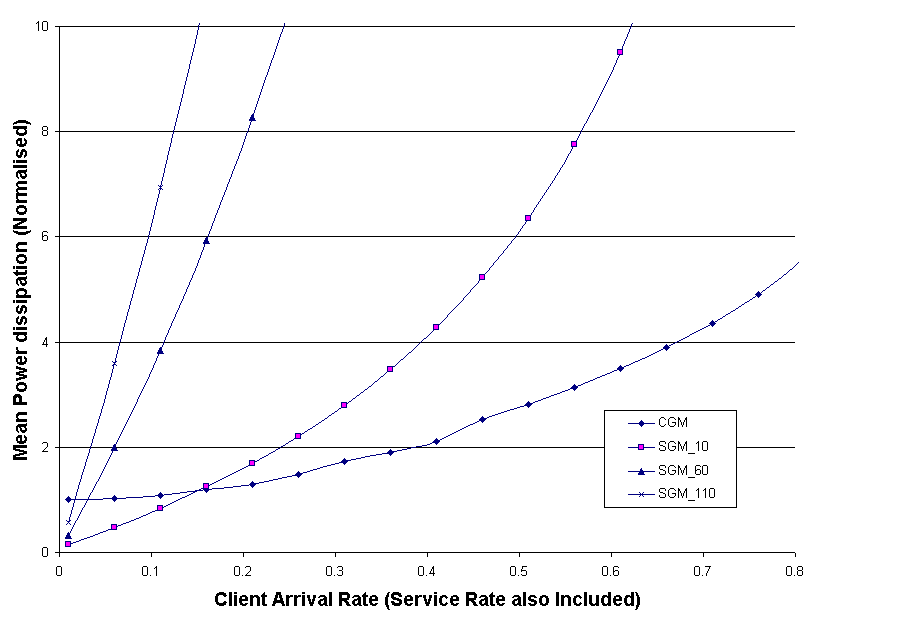 10
8
6
4
2
0
Mean Power dissipation (Normalised)
CGM
SGM_10
SGM_60
SGM_110
0 0.1 0.2 0.3 0.4 0.5 0.6 0.7 0.8
Client Arrival Rate (Service Rate also Included)